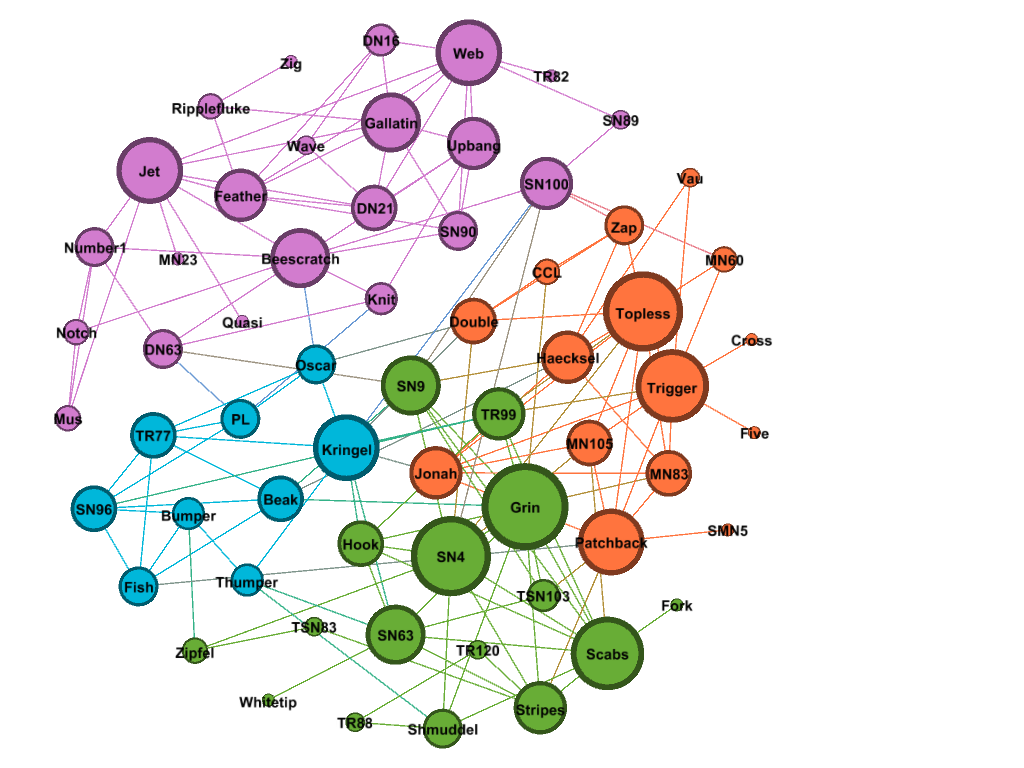 DN16
Web
Zig
TR82
Ripplefluke
Gallatin
SN89
Wave
Upbang
Jet
Vau
SN100
Feather
DN21
Zap
SN90
Number1
MN23
Beescratch
MN60
CCL
Knit
Topless
Quasi
Double
Notch
Cross
DN63
Haecksel
Oscar
SN9
Trigger
TR99
Mus
PL
Five
TR77
MN105
Kringel
Jonah
MN83
SN96
Beak
Grin
Bumper
SMN5
Hook
Patchback
SN4
Fish
Thumper
TSN103
Fork
TSN83
SN63
Zipfel
TR120
Scabs
Whitetip
Stripes
TR88
Shmuddel